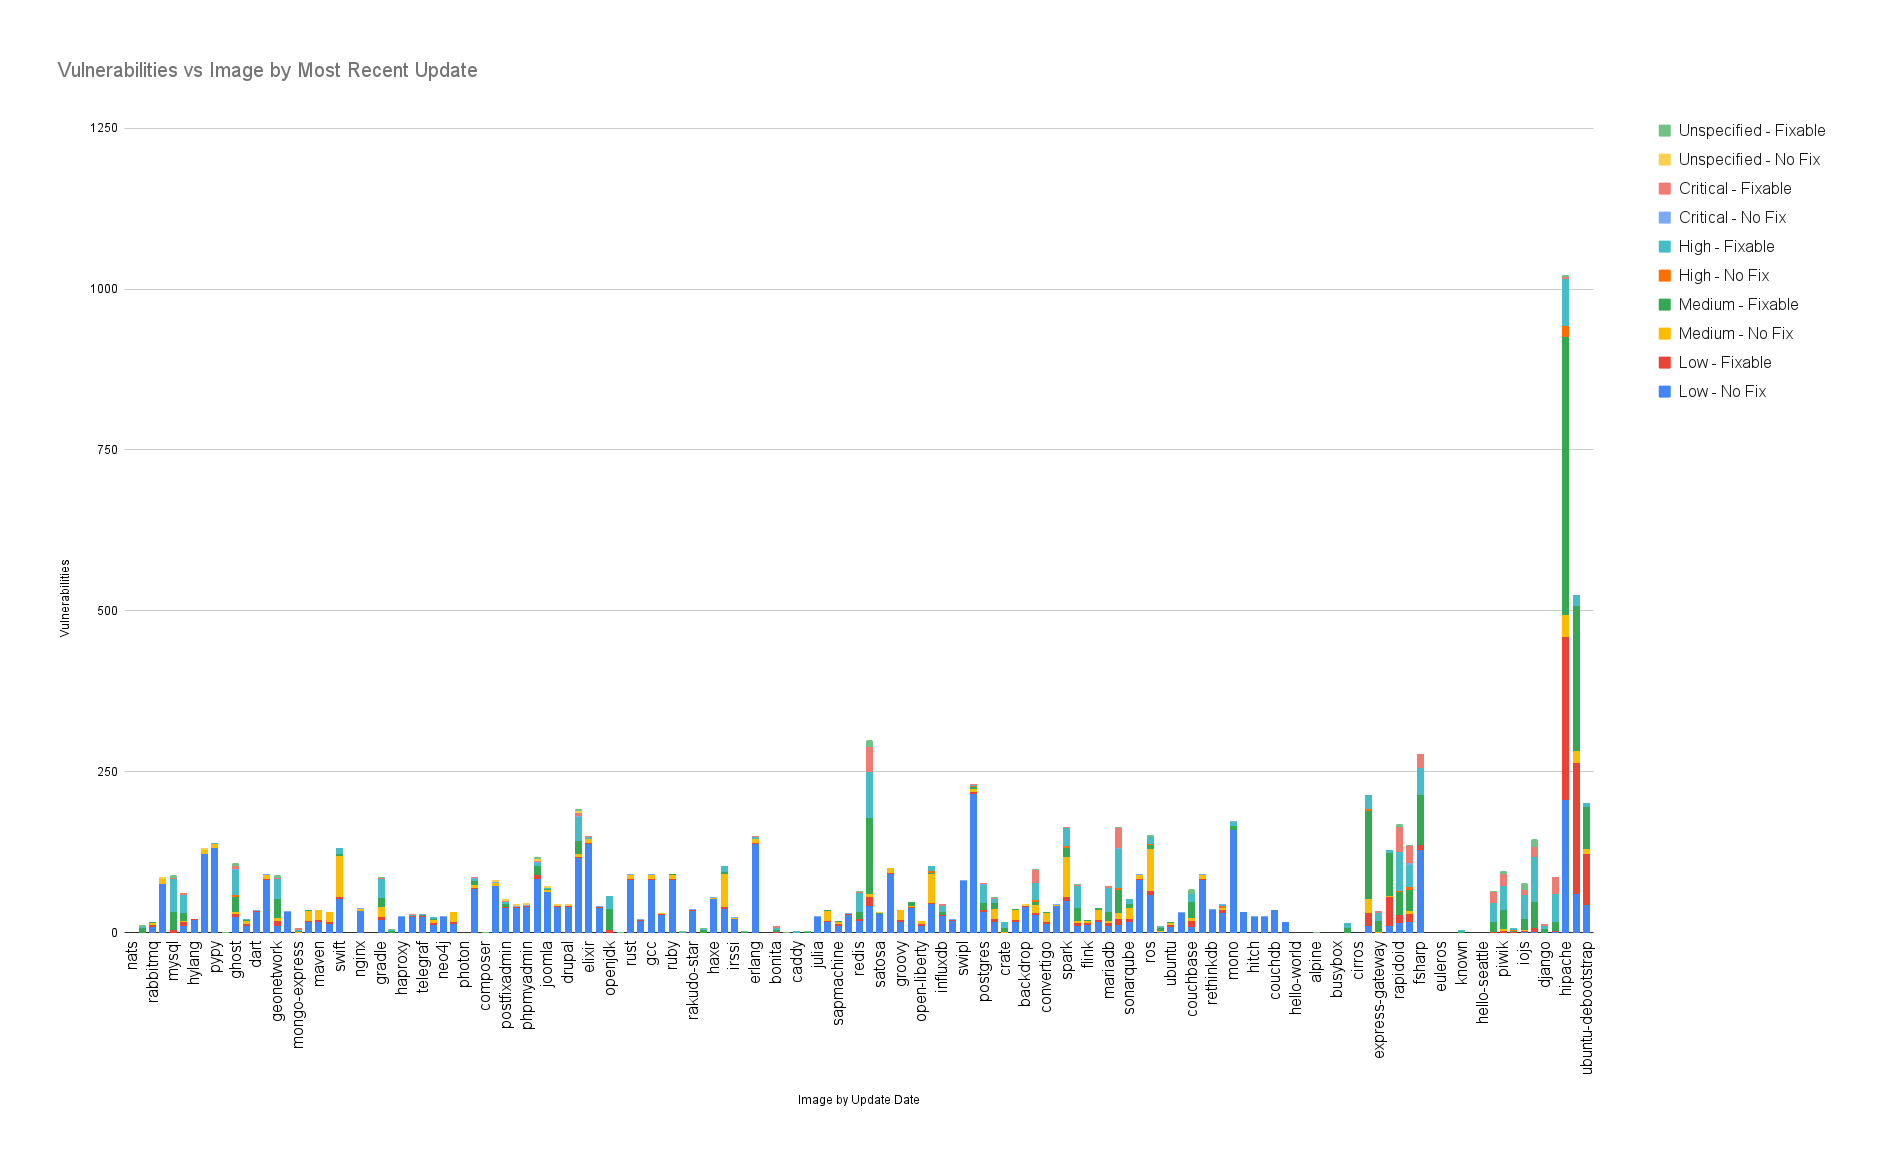 Vulnerabilities vs Image by Most Recent Update
1250
1000
750
500
250
0
Vulnerabilities
Unspecified - Fixable
Unspecified - No Fix
Critical - Fixable
Critical - No Fix
High - Fixable
High - No Fix
Medium - Fixable
Medium - No Fix
Low - Fixable
Low - No Fix
nats
rabbitmq
mysql
hylang
pypy
ghost
dart
geonetwork
mongo-express
maven
swift
nginx
gradle
haproxy
telegraf
neo4j
photon
composer
postfixadmin
phpmyadmin
joomla
drupal
elixir
openjdk
rust
gcc
ruby
rakudo-star
haxe
irssi
erlang
bonita
caddy
julia
sapmachine
redis
satosa
groovy
open-liberty
influxdb
swipl
postgres
crate
backdrop
convertigo
spark
flink
mariadb
sonarqube
ros
ubuntu
couchbase
rethinkdb
mono
hitch
couchdb
hello-world
alpine
busybox
cirros
express-gateway
rapidoid
fsharp
euleros
known
hello-seattle
piwik
iojs
django
hipache
ubuntu-debootstrap
Image by Update Date